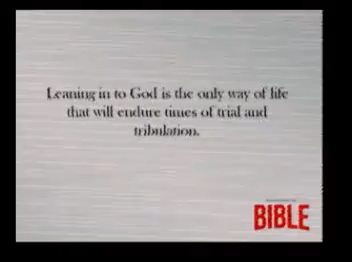 Leaning in to God is the only way of life
that will endure times of trial and
tribulation.
BIBLE